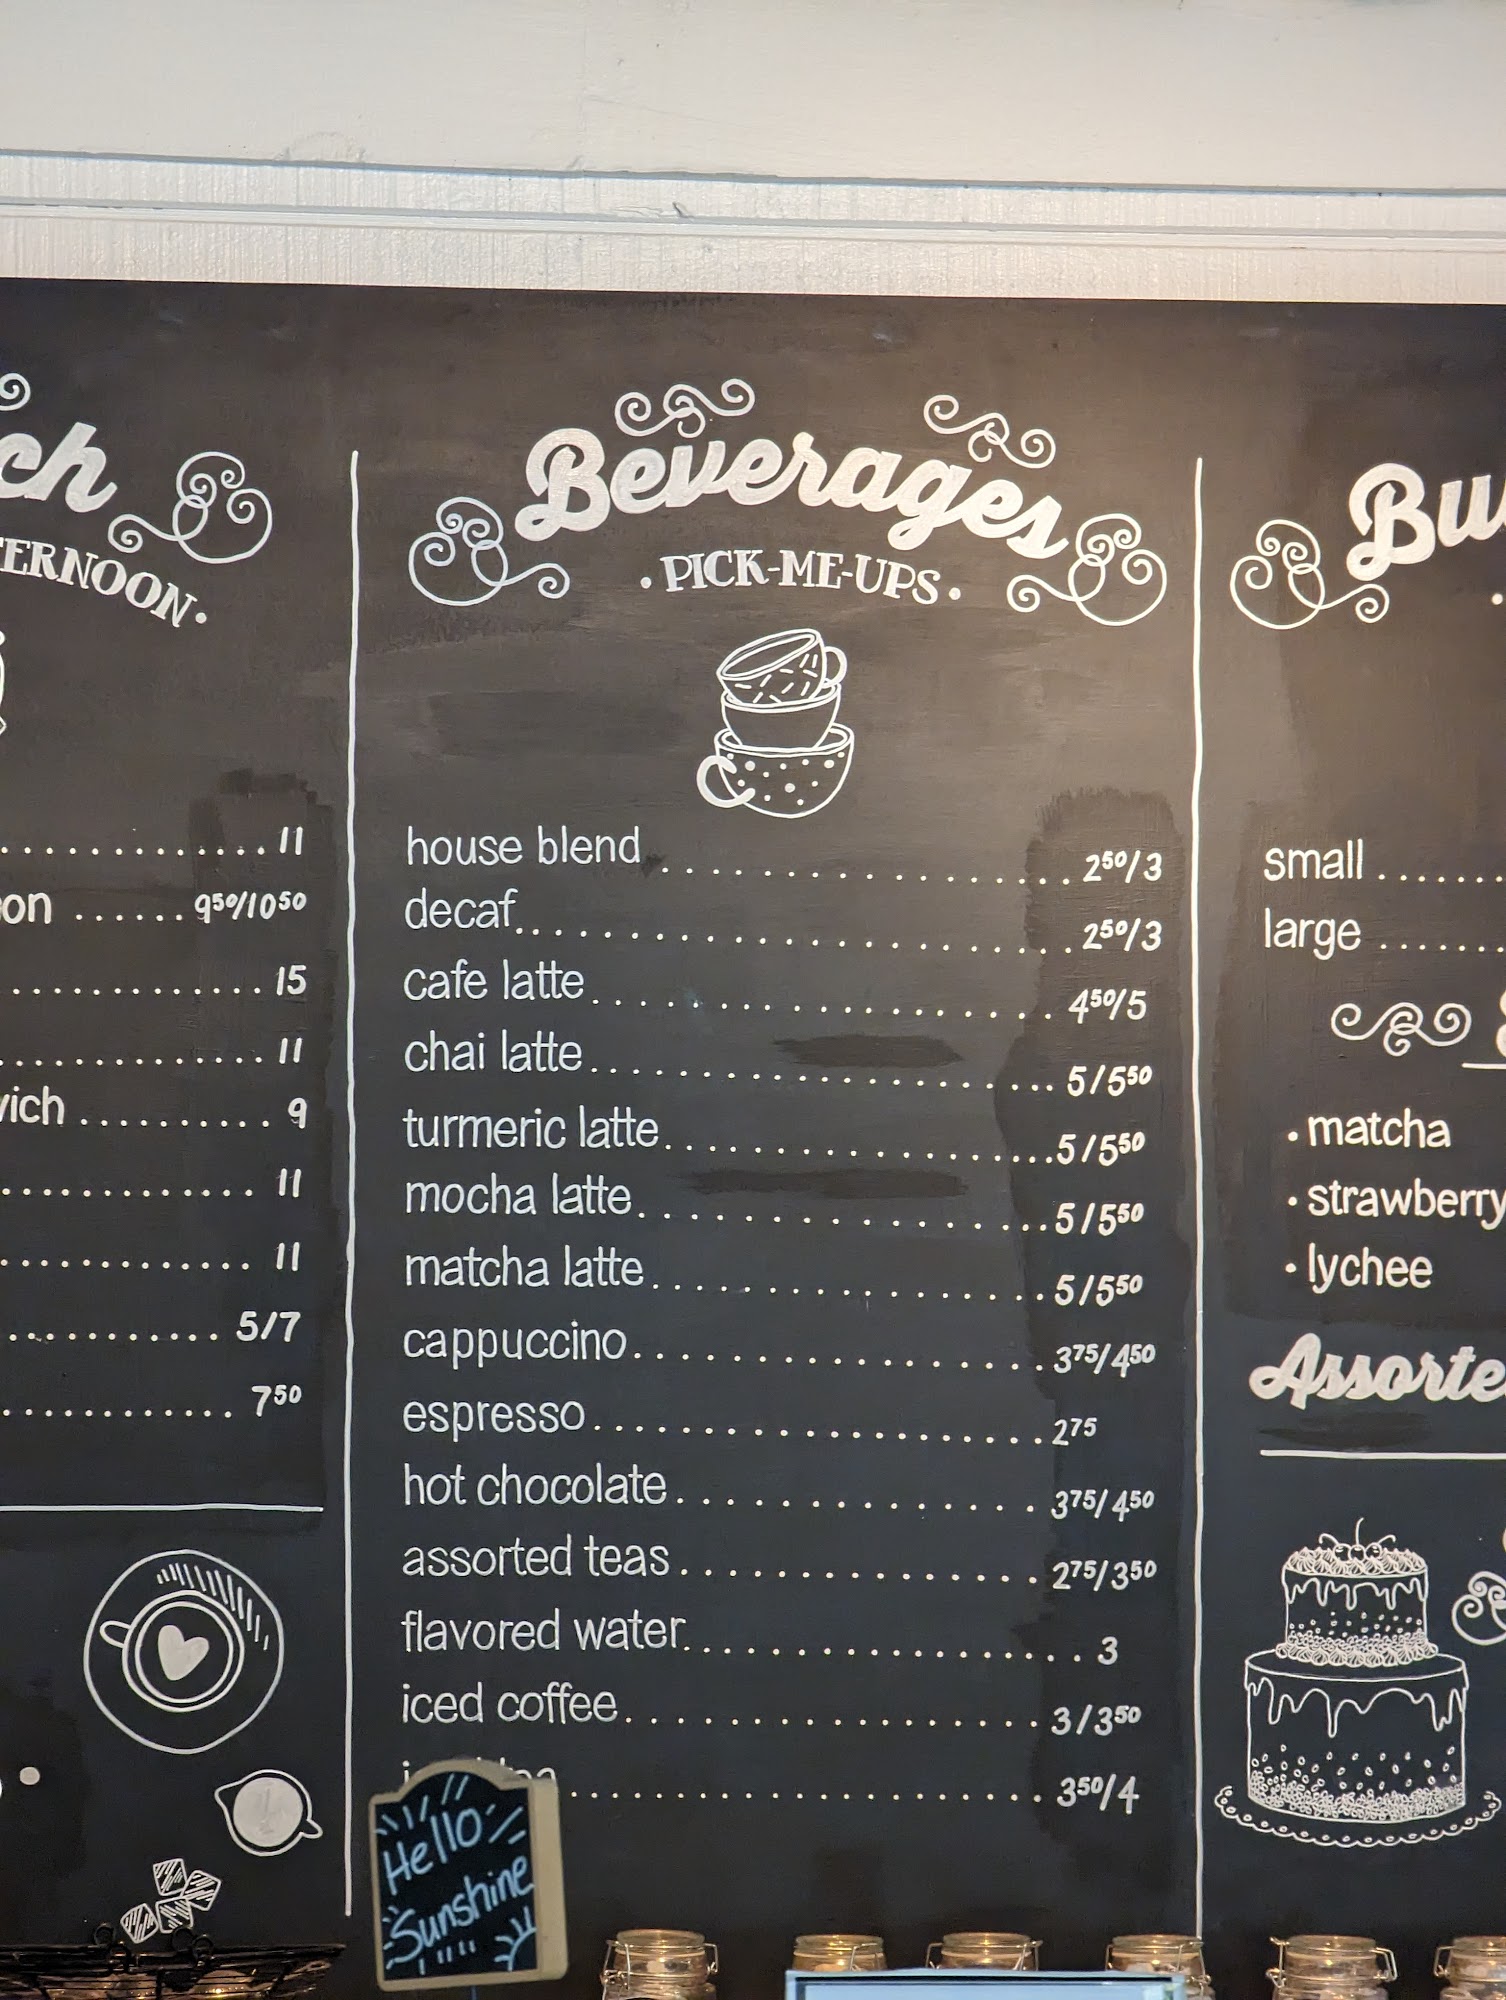 ch
ERNOON.
11
on ...... 9⁵⁰/10⁵⁰
15
11
ich .......... 9
11
11
5/7
7⁵⁰
Beverages
• PICK-ME-UPS •
house blend .................... 2⁵⁰/3
decaf .................... 2⁵⁰/3
cafe latte .................... 4⁵⁰/5
chai latte .................... 5/5⁵⁰
turmeric latte .................... 5/5⁵⁰
mocha latte .................... 5/5⁵⁰
matcha latte .................... 5/5⁵⁰
cappuccino .................... 3⁷⁵/4⁵⁰
espresso .................... 2⁷⁵
hot chocolate .................... 3⁷⁵/4⁵⁰
assorted teas .................... 2⁷⁵/3⁵⁰
flavored water .................... 3
iced coffee .................... 3/3⁵⁰
.................... 3⁵⁰/4
Hello
Sunshine
Bu
small ......
large ......
• matcha
• strawberry
• lychee
Assorte